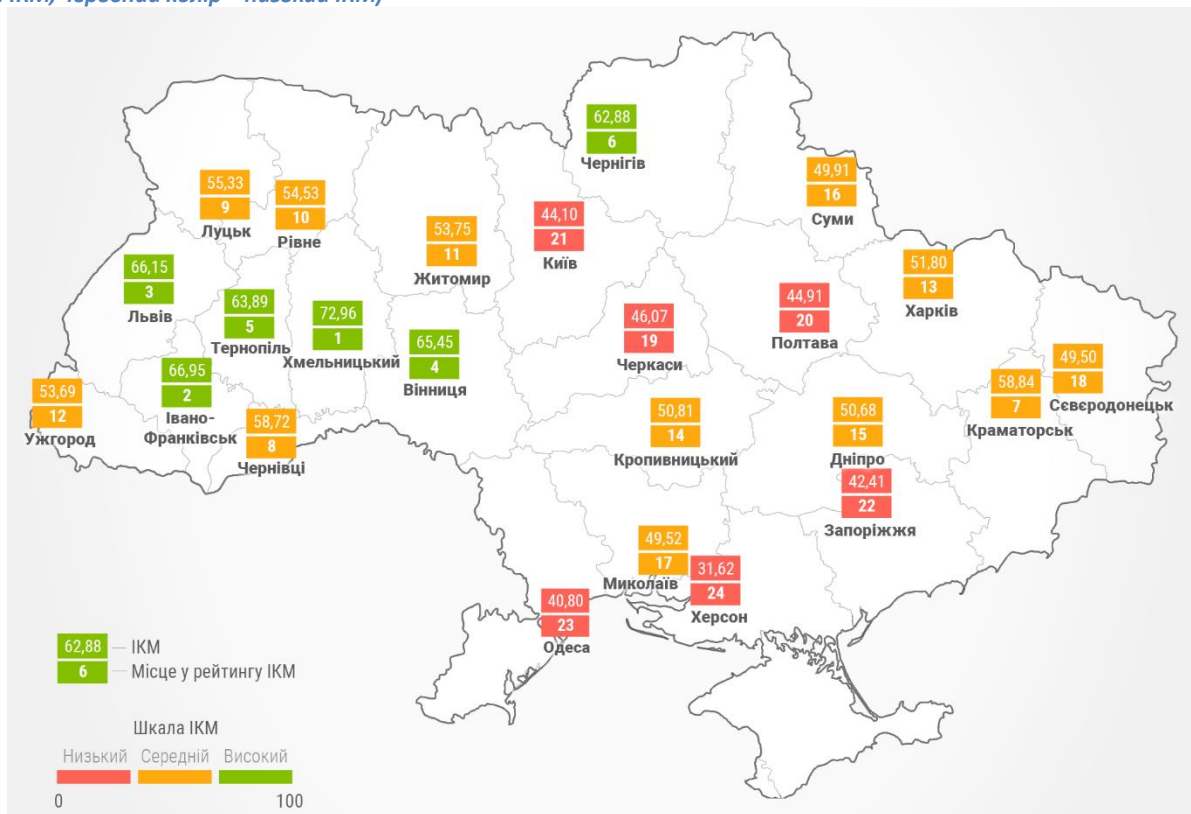 ІКМ, червоний колір – низький ІКМ)
62,88
6
Чернігів
49,91
16
Суми
55,33
9
Луцьк
54,53
10
Рівне
44,10
21
Київ
53,75
11
Житомир
51,80
13
Харків
66,15
3
Львів
63,89
5
Тернопіль
72,96
1
Хмельницький
65,45
4
Вінниця
46,07
19
Черкаси
44,91
20
Полтава
49,50
18
Сєвєродонецьк
58,84
7
Краматорськ
66,95
2
Івано-
Франківськ
53,69
12
Ужгород
58,72
8
Чернівці
50,81
14
Кропивницький
50,68
15
Дніпро
42,41
22
Запоріжжя
49,52
17
Миколаїв
31,62
24
Херсон
40,80
23
Одеса
62,88 ІКМ
6 Місце у рейтингу ІКМ
Шкала ІКМ
Низький Середній Високий
0 100